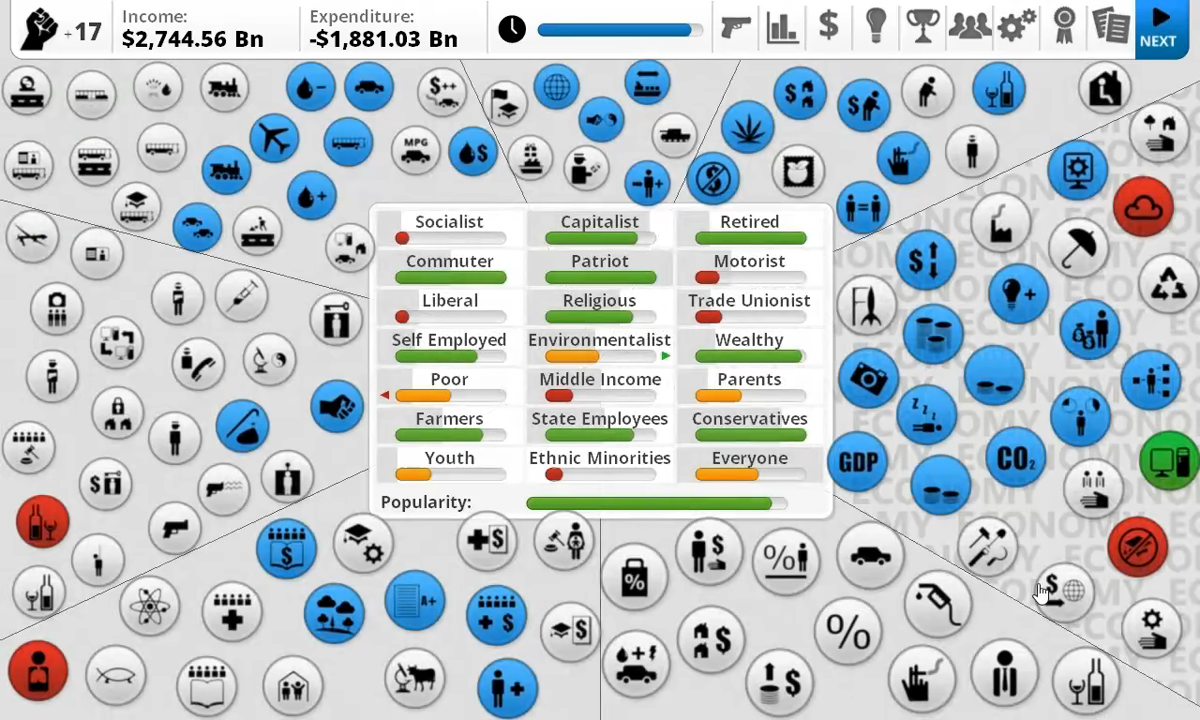 +17
Income:
$2,744.56 Bn
Expenditure:
-$1,881.03 Bn
$
NEXT
$++
MPG
$
$
$
$
$
A+
$
$
$
%
$
%
$
$
%
$
$
GDP
CO₂
$
ECONOMY
Socialist Capitalist Retired
Commuter Patriot Motorist
Liberal Religious Trade Unionist
Self Employed Environmentalist Wealthy
Poor Middle Income Parents
Farmers State Employees Conservatives
Youth Ethnic Minorities Everyone
Popularity: